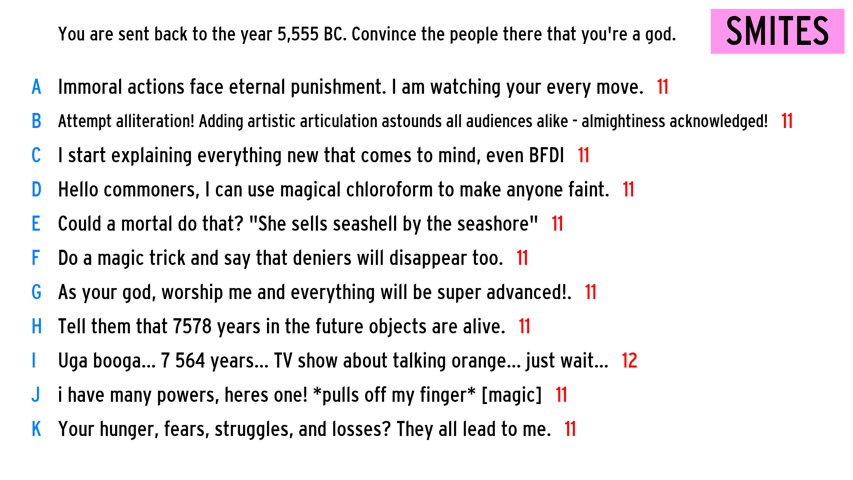 You are sent back to the year 5,555 BC. Convince the people there that you're a god.
SMITES
A Immoral actions face eternal punishment. I am watching your every move. 11
B Attempt alliteration! Adding artistic articulation astounds all audiences alike - almightiness acknowledged! 11
C I start explaining everything new that comes to mind, even BFDI 11
D Hello commoners, I can use magical chloroform to make anyone faint. 11
E Could a mortal do that? "She sells seashell by the seashore" 11
F Do a magic trick and say that deniers will disappear too. 11
G As your god, worship me and everything will be super advanced!. 11
H Tell them that 7578 years in the future objects are alive. 11
I Uga booga... 7 564 years... TV show about talking orange... just wait... 12
J i have many powers, heres one! *pulls off my finger* [magic] 11
K Your hunger, fears, struggles, and losses? They all lead to me. 11